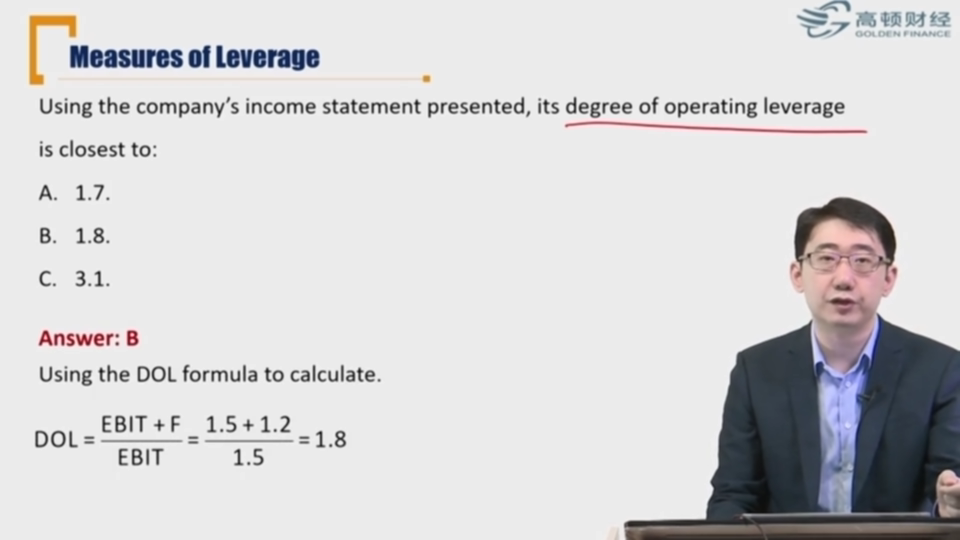 高顿财经
GOLDEN FINANCE
Measures of Leverage
Using the company's income statement presented, its degree of operating leverage
is closest to:
A. 1.7.
B. 1.8.
C. 3.1.
Answer: B
Using the DOL formula to calculate.
DOL = EBIT + F / EBIT = 1.5 + 1.2 / 1.5 = 1.8